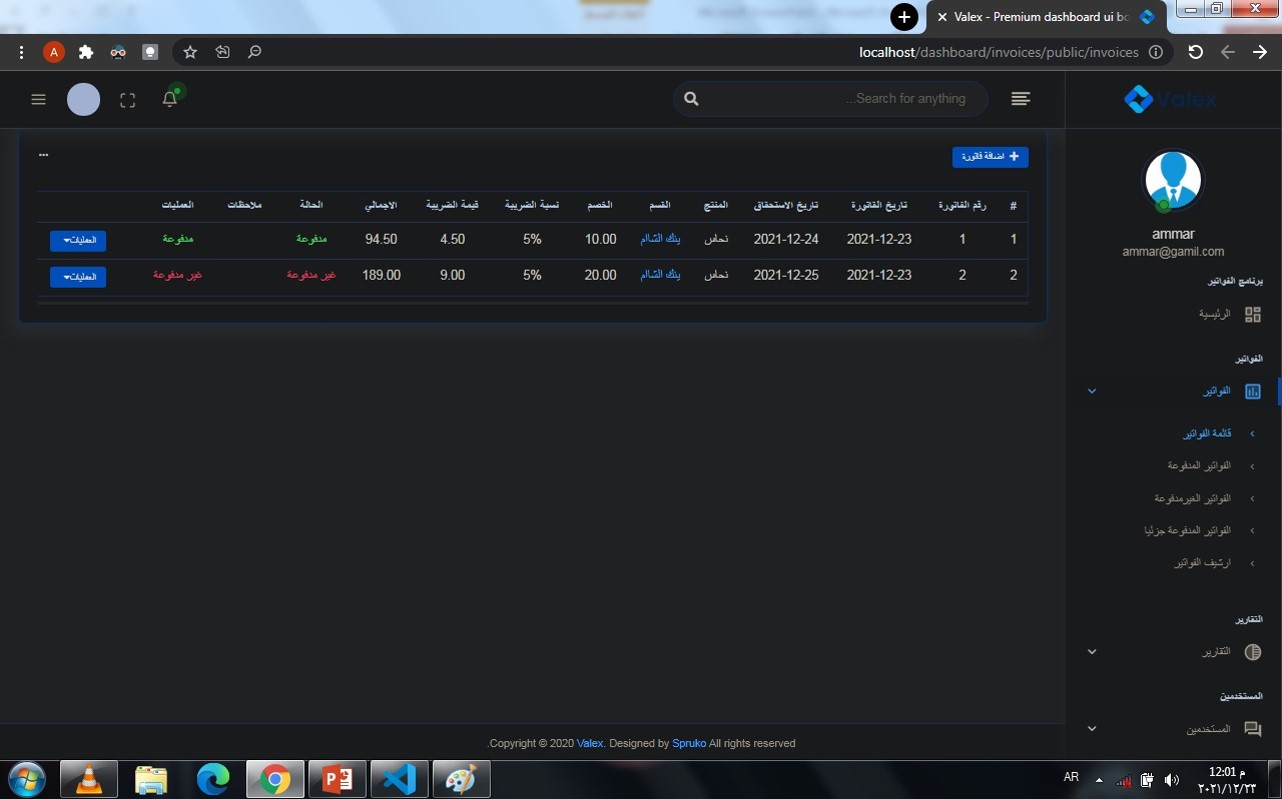 Valex - Premium dashboard ui bo
localhost/dashboard/invoices/public/invoices
A
Search for anything...
Valex
ammar
ammar@gamil.com
برنامج الفواتير
الرئيسية
الفواتير
الفواتير
قائمة الفواتير
الفواتير المدفوعة
الفواتير الغيرمدفوعة
الفواتير المدفوعة جزئيا
ارشيف الفواتير
التقارير
التقارير
المستخدمين
المستخدمين
اضافة فاتورة
# رقم الفاتورة تاريخ القاتورة تاريخ الاستحقاق المنتج القسم الخصم نسبة الضريبة قيمة الضريبة الاجمالي الحالة ملاحظات العمليات
1 1 2021-12-23 2021-12-24 نحاس بنك الشاام 10.00 5% 4.50 94.50 مدفوعة مدفوعة العمليات
2 2 2021-12-23 2021-12-25 نحاس بنك الشاام 20.00 5% 9.00 189.00 غير مدفوعة غير مدفوعة العمليات
Copyright © 2020 Valex. Designed by Spruko All rights reserved.
AR
12:01 م
٢٠٢١/١٢/٢٣